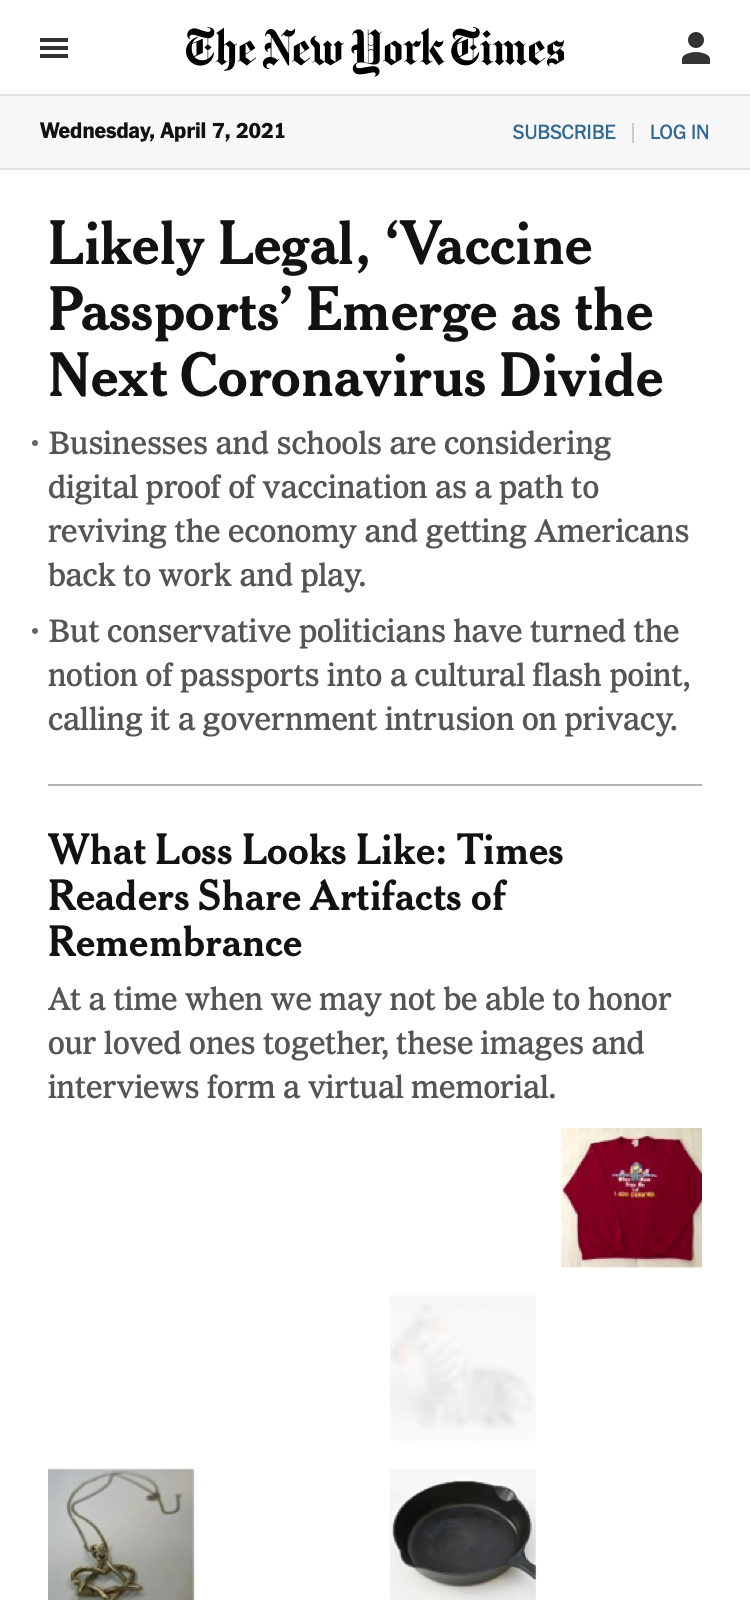 The New York Times
Wednesday, April 7, 2021
SUBSCRIBE | LOG IN
Likely Legal, ‘Vaccine
Passports’ Emerge as the
Next Coronavirus Divide
• Businesses and schools are considering
digital proof of vaccination as a path to
reviving the economy and getting Americans
back to work and play.
• But conservative politicians have turned the
notion of passports into a cultural flash point,
calling it a government intrusion on privacy.
What Loss Looks Like: Times
Readers Share Artifacts of
Remembrance
At a time when we may not be able to honor
our loved ones together, these images and
interviews form a virtual memorial.